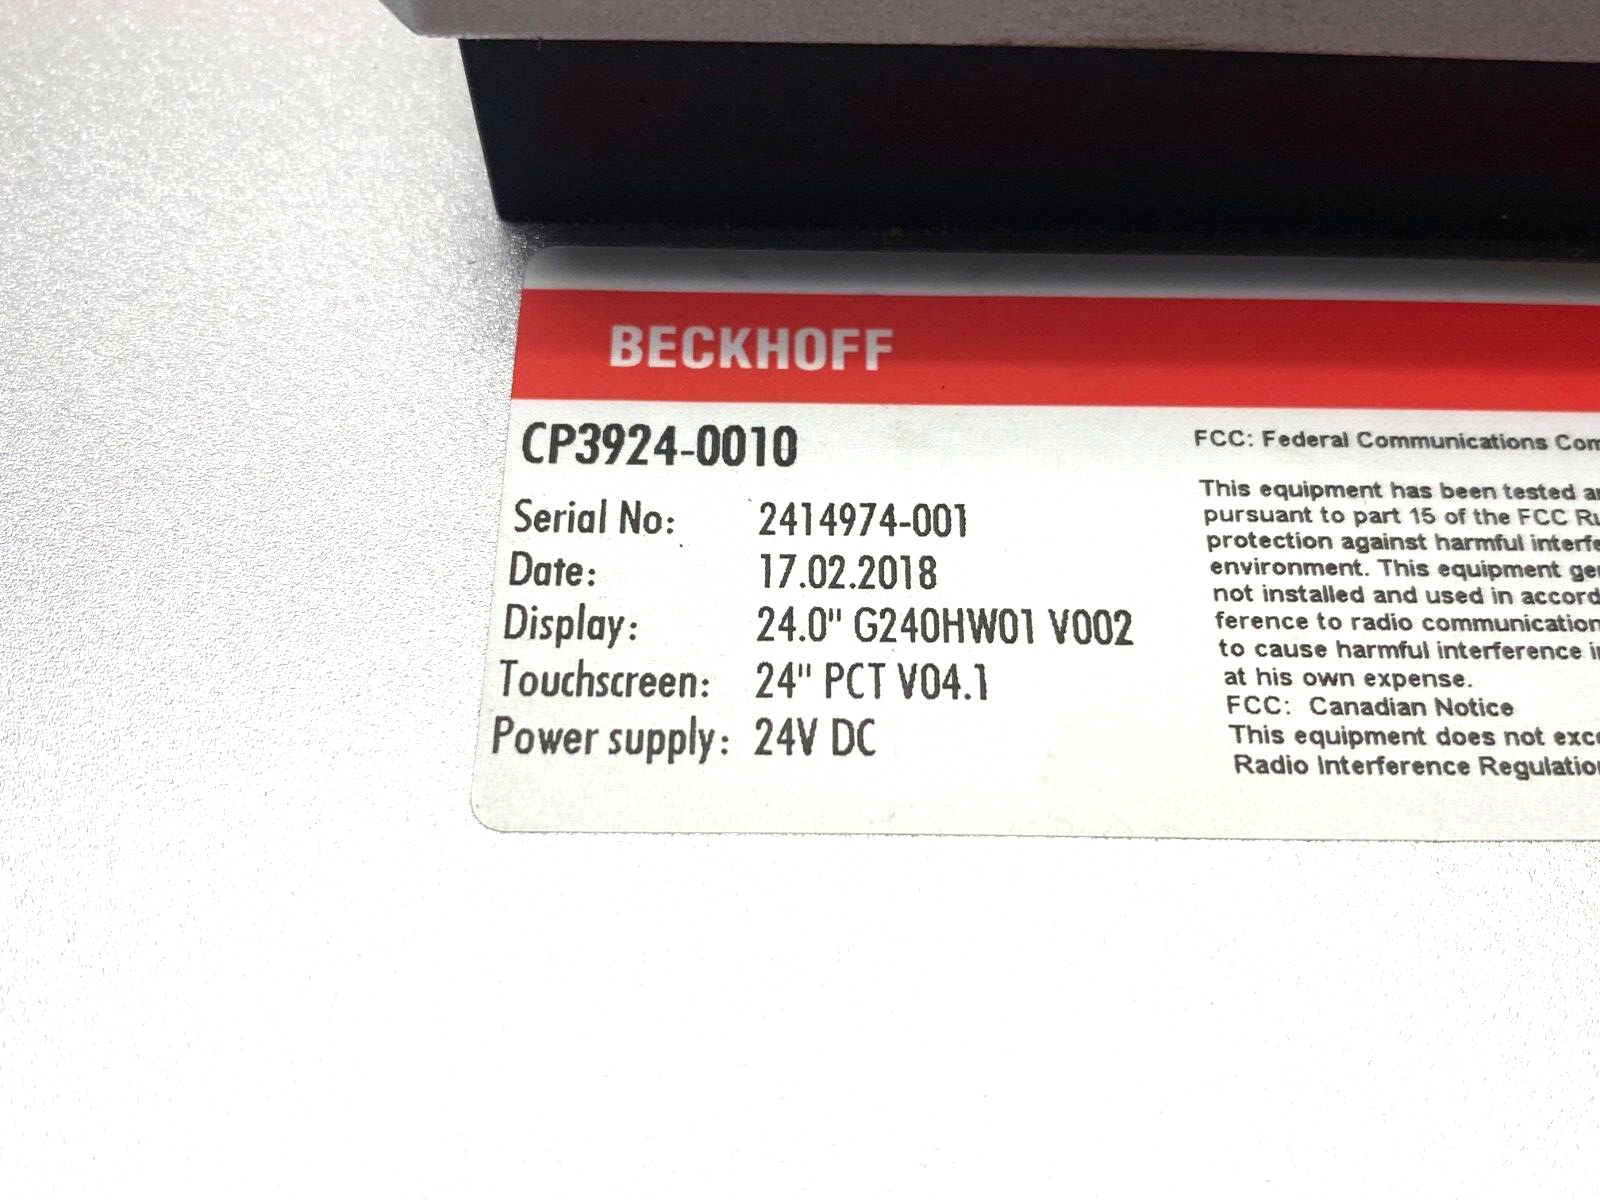 BECKHOFF
CP3924-0010
Serial No: 2414974-001
Date: 17.02.2018
Display: 24.0" G240HW01 V002
Touchscreen: 24" PCT V04.1
Power supply: 24V DC
FCC: Federal Communications Com
This equipment has been tested
pursuant to part 15 of the FCC
protection against harmful
environment. This equipment
not installed and used in
ference to radio communication
to cause harmful interference
at his own expense.
FCC: Canadian Notice
This equipment does not
Radio Interference